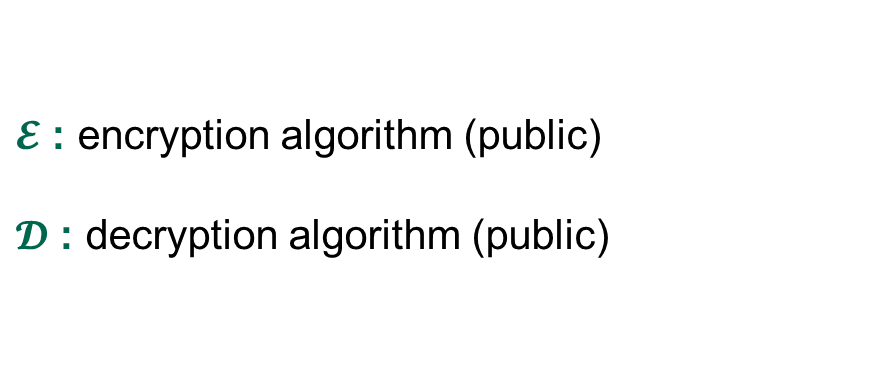 ℰ : encryption algorithm (public)
𝒟 : decryption algorithm (public)